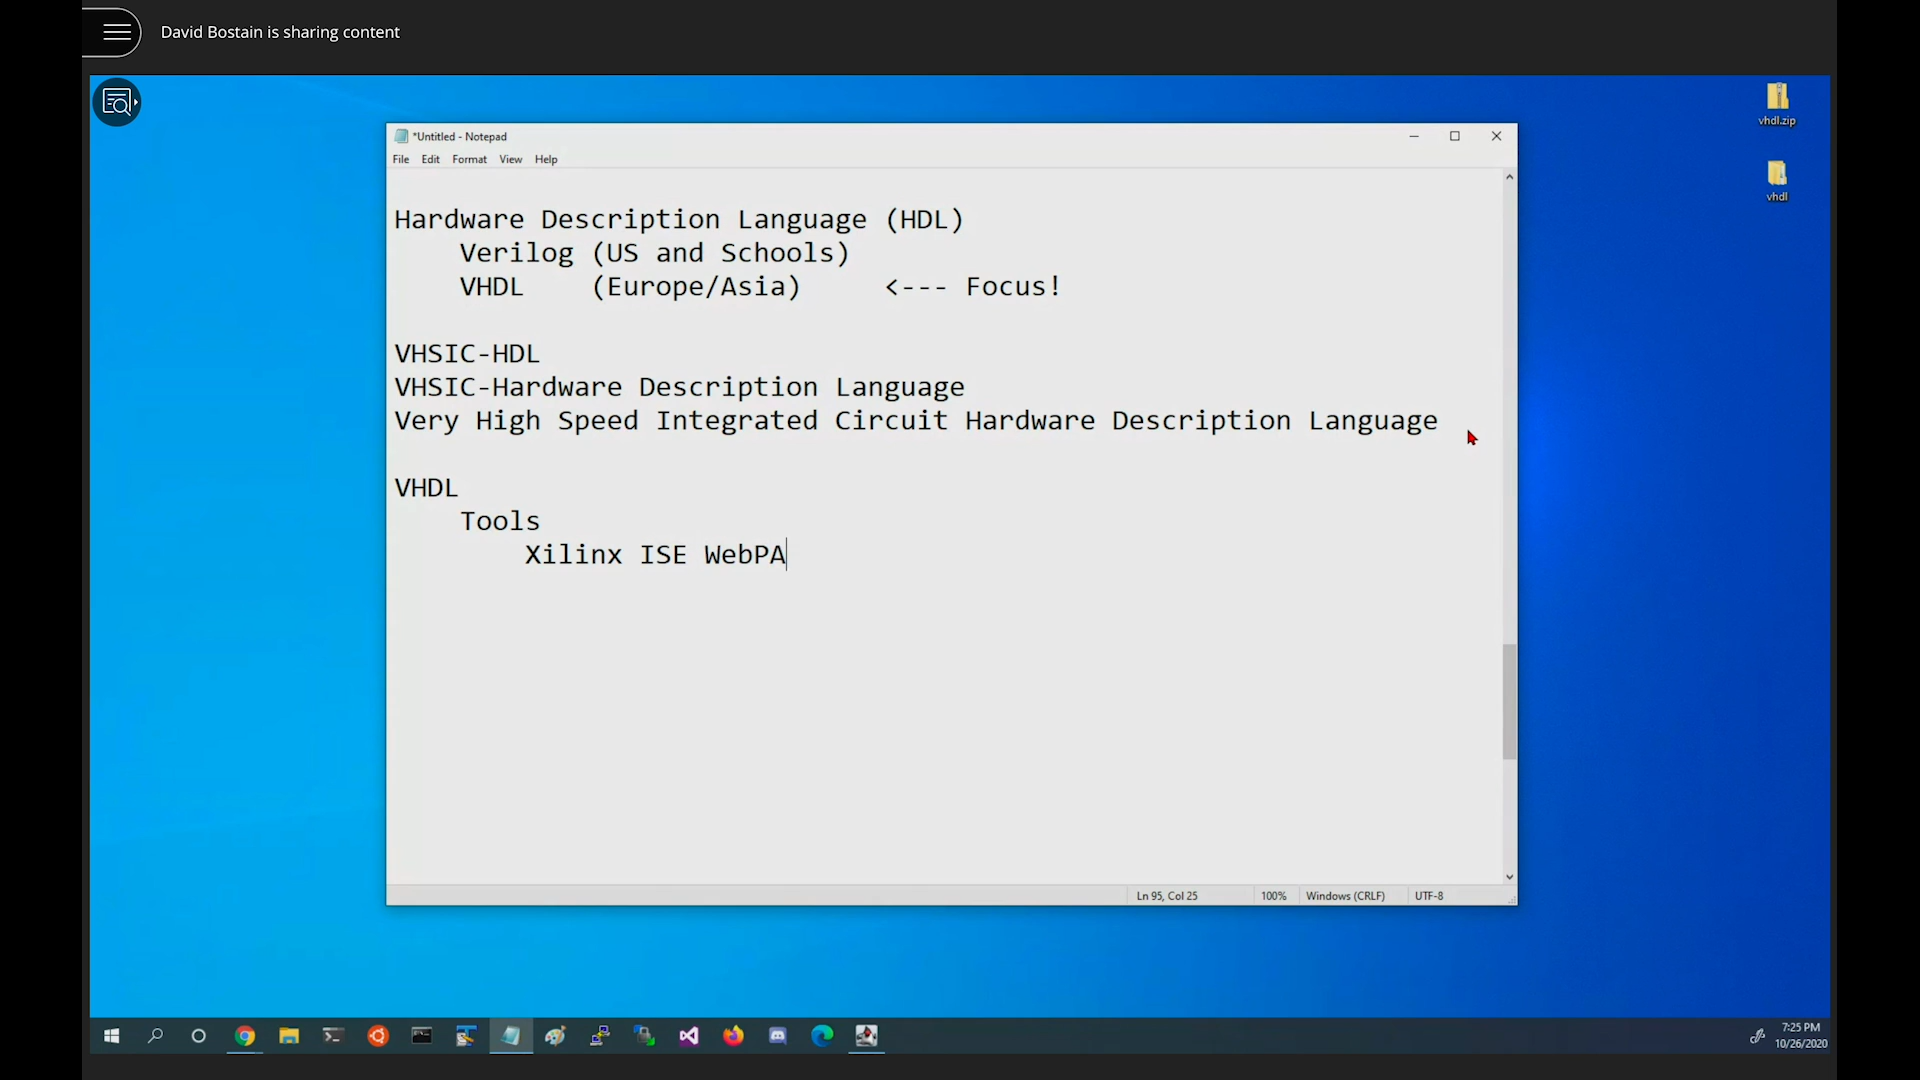 David Bostain is sharing content
vhdl.zip
vhdl
*Untitled - Notepad
File Edit Format View Help
Hardware Description Language (HDL)
Verilog (US and Schools)
VHDL (Europe/Asia) <--- Focus!
VHSIC-HDL
VHSIC-Hardware Description Language
Very High Speed Integrated Circuit Hardware Description Language
VHDL
Tools
Xilinx ISE WebPA
Ln 95, Col 25 100% Windows (CRLF) UTF-8
7:25 PM
10/26/2020